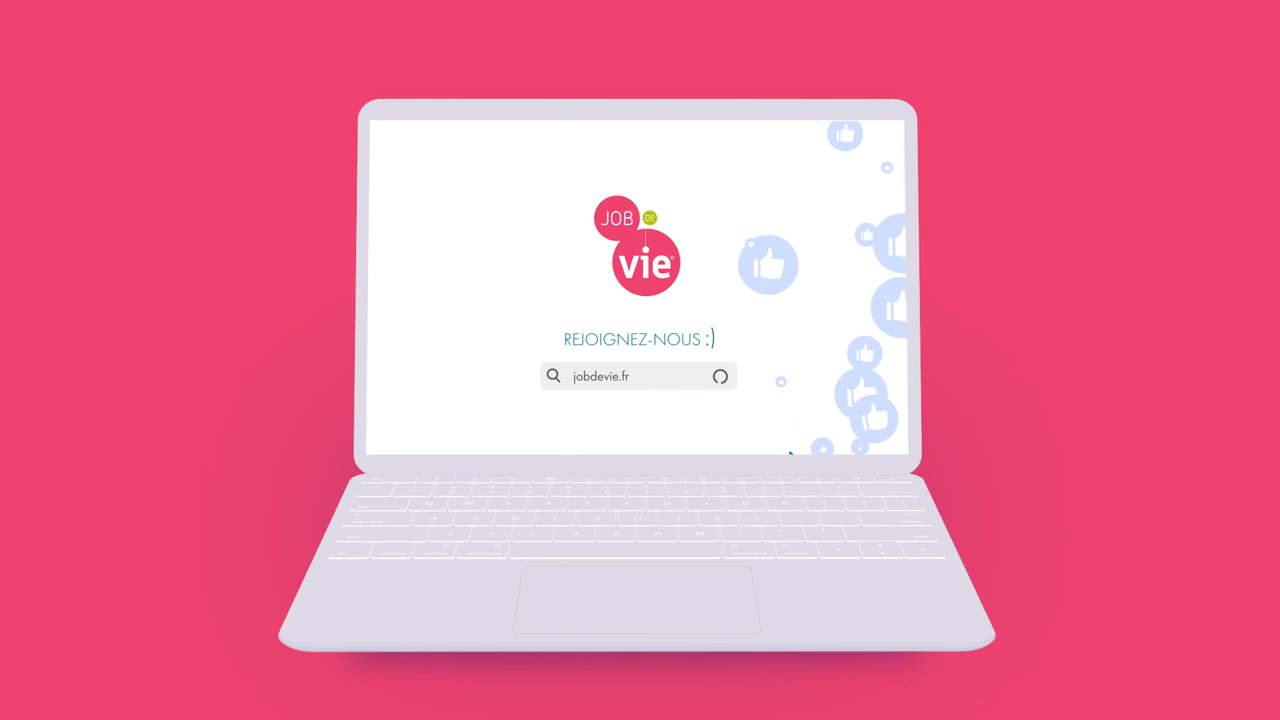 JOB DE
vie
REJOIGNEZ-NOUS :)
jobdevie.fr
Q W E
A S D F G H J
Z X C V B N M